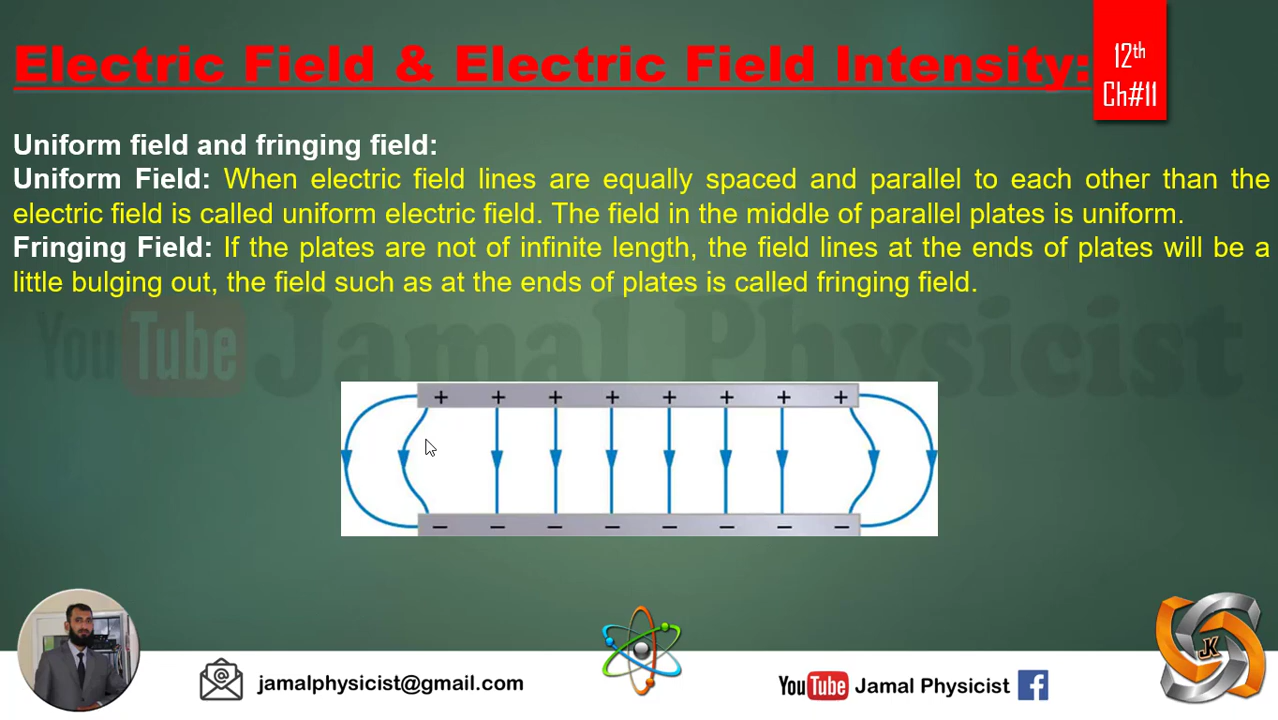 Electric Field & Electric Field Intensity:
12th
Ch#11
Uniform field and fringing field:
Uniform Field: When electric field lines are equally spaced and parallel to each other than the
electric field is called uniform electric field. The field in the middle of parallel plates is uniform.
Fringing Field: If the plates are not of infinite length, the field lines at the ends of plates will be a
little bulging out, the field such as at the ends of plates is called fringing field.
YouTube Jamal Physicist
+ + + + + + + +
– – – – – – – –
jamalphysicist@gmail.com
YouTube Jamal Physicist f
JK